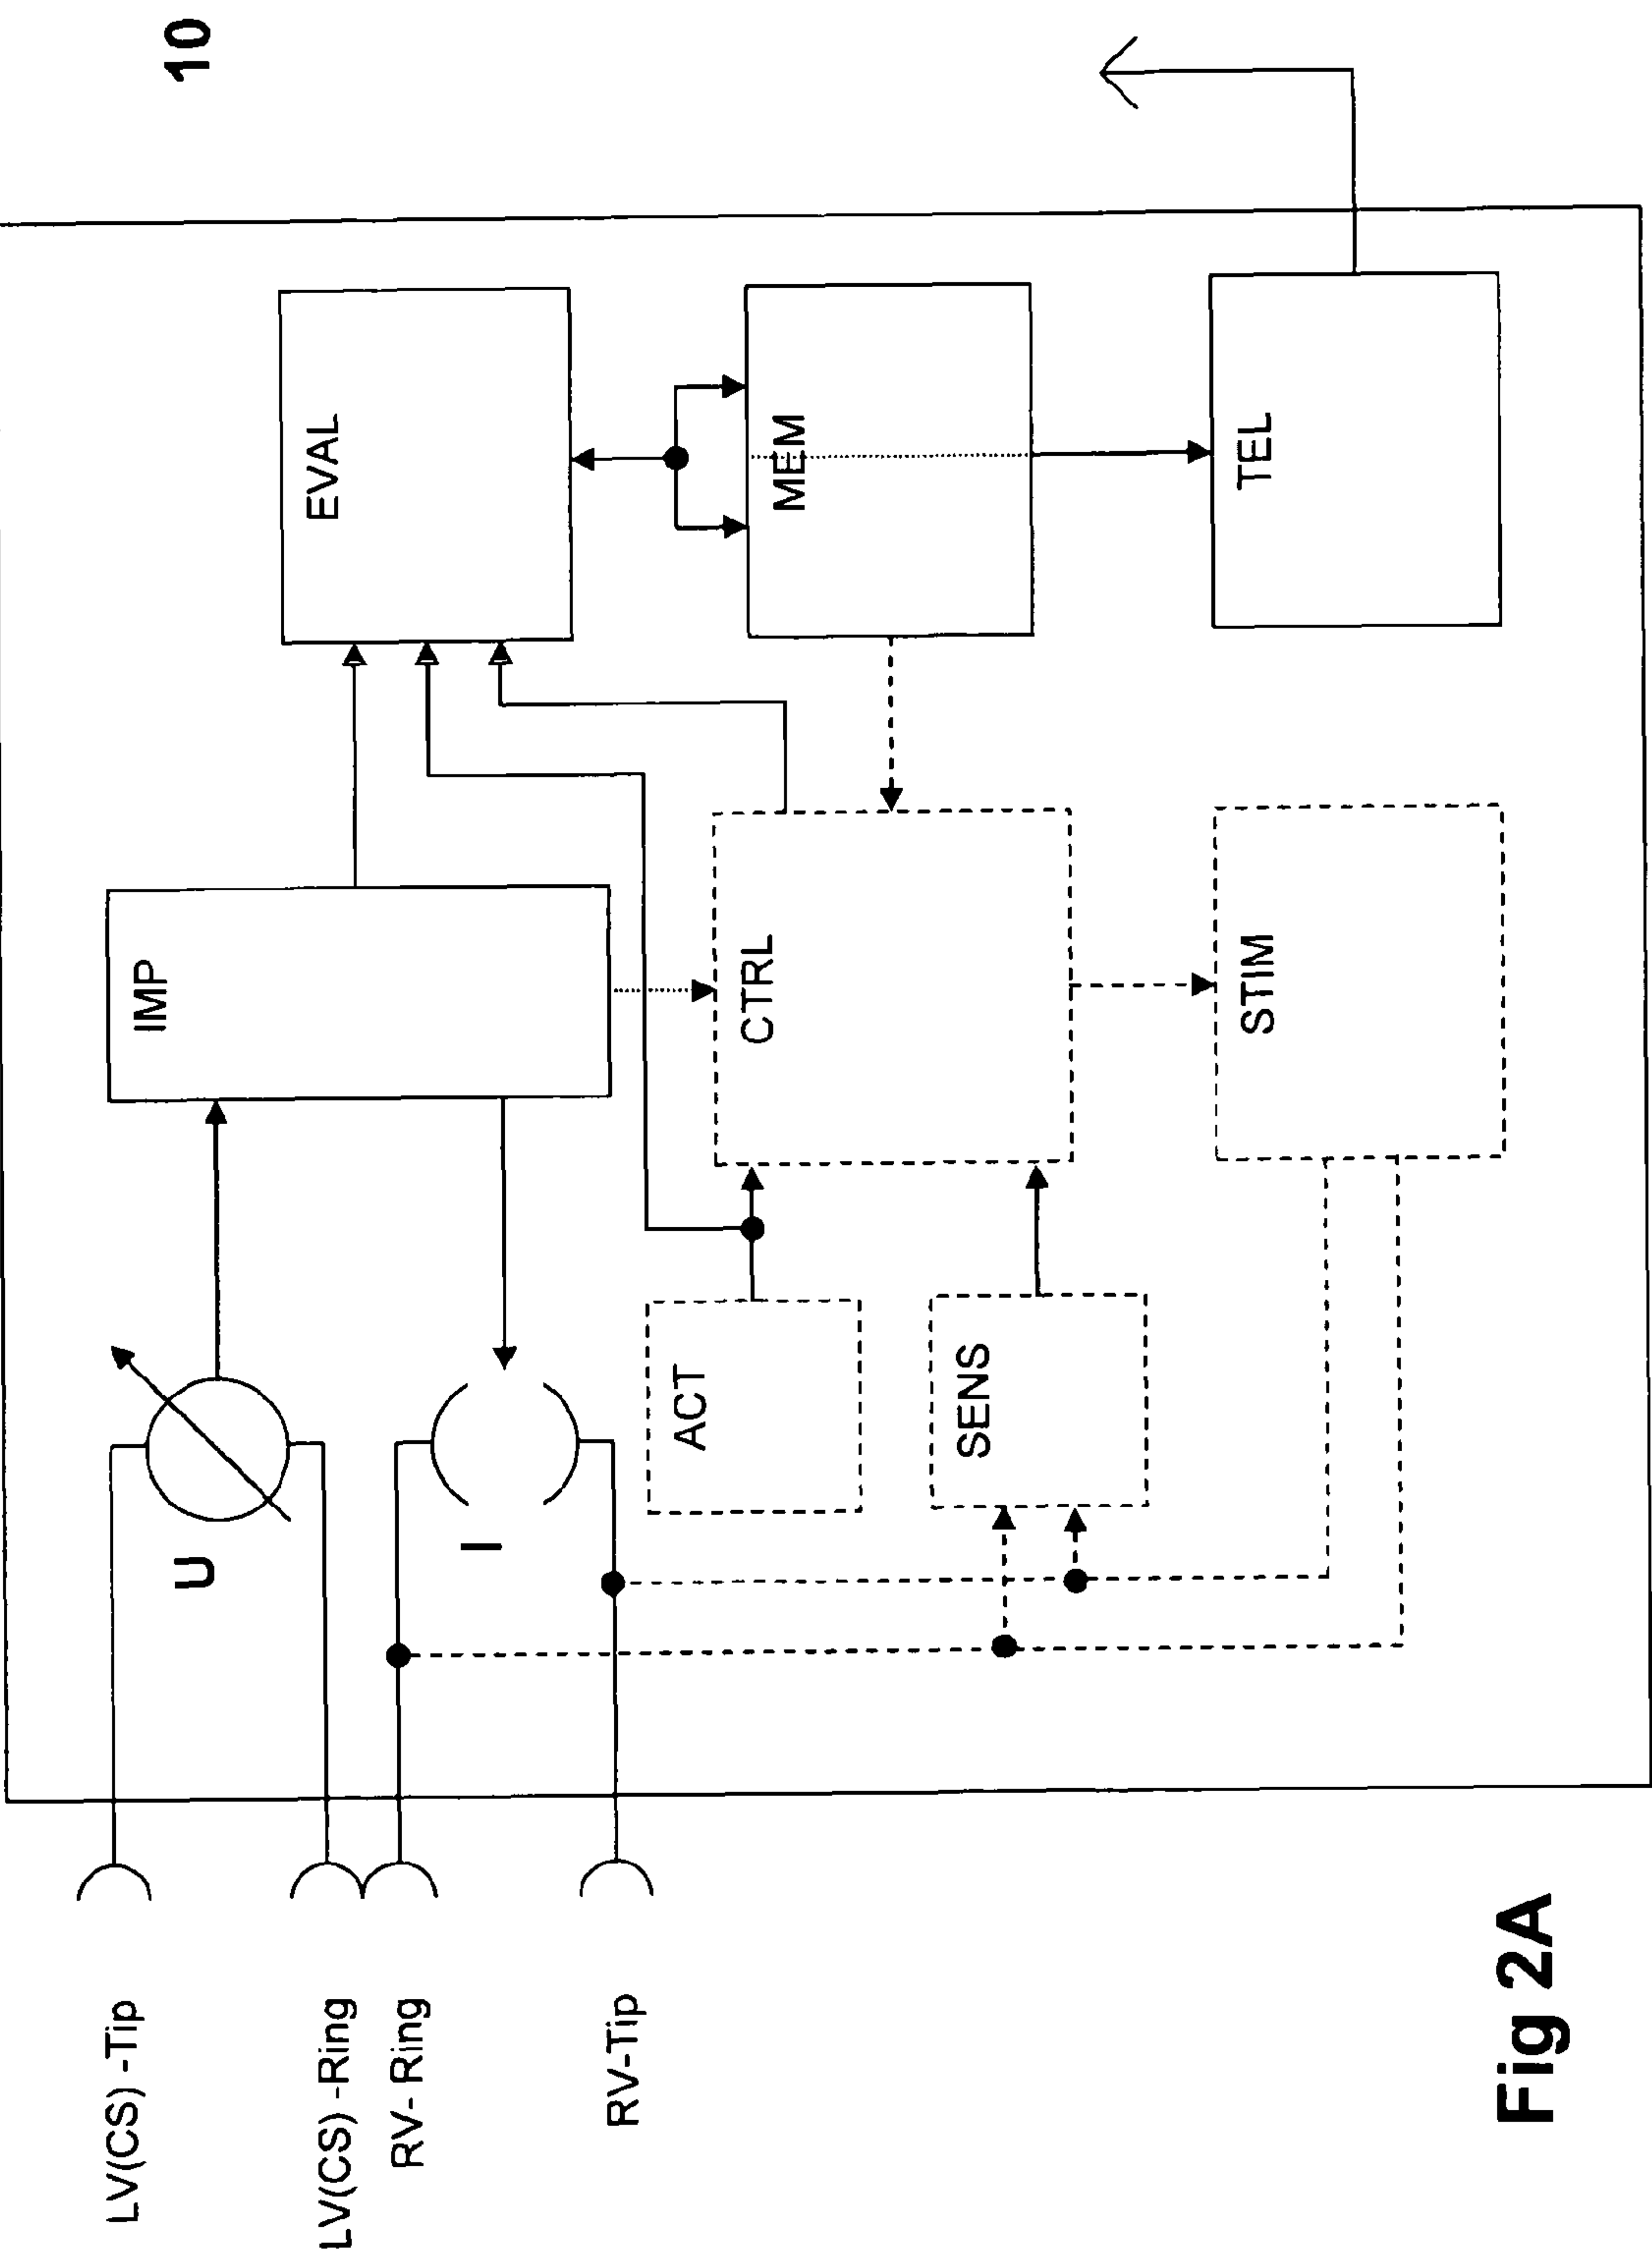 10
LV(CS) -Tip
U
IMP
EVAL
LV(CS) -Ring
RV- Ring
I
RV-Tip
ACT
CTRL
MEM
SENS
STIM
TEL
Fig 2A